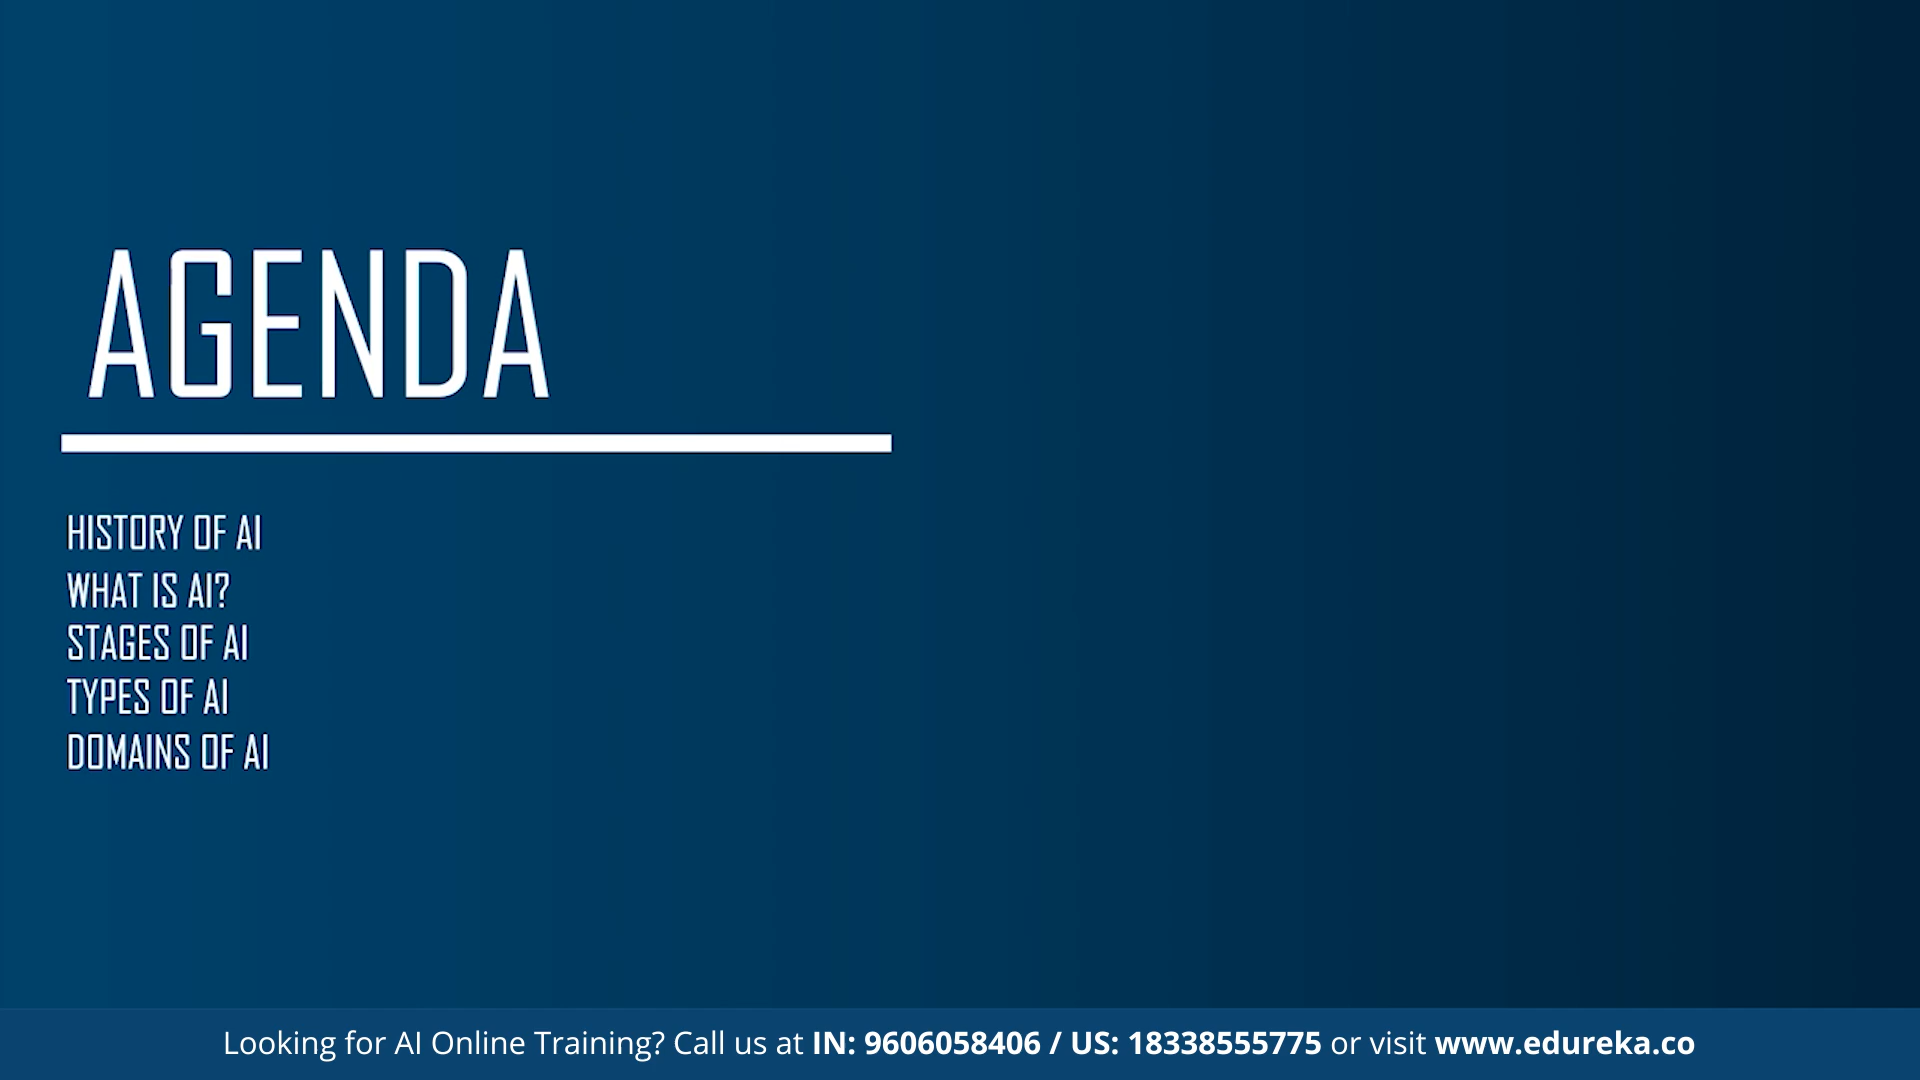 AGENDA
HISTORY OF AI
WHAT IS AI?
STAGES OF AI
TYPES OF AI
DOMAINS OF AI
Looking for AI Online Training? Call us at IN: 9606058406 / US: 18338555775 or visit www.edureka.co